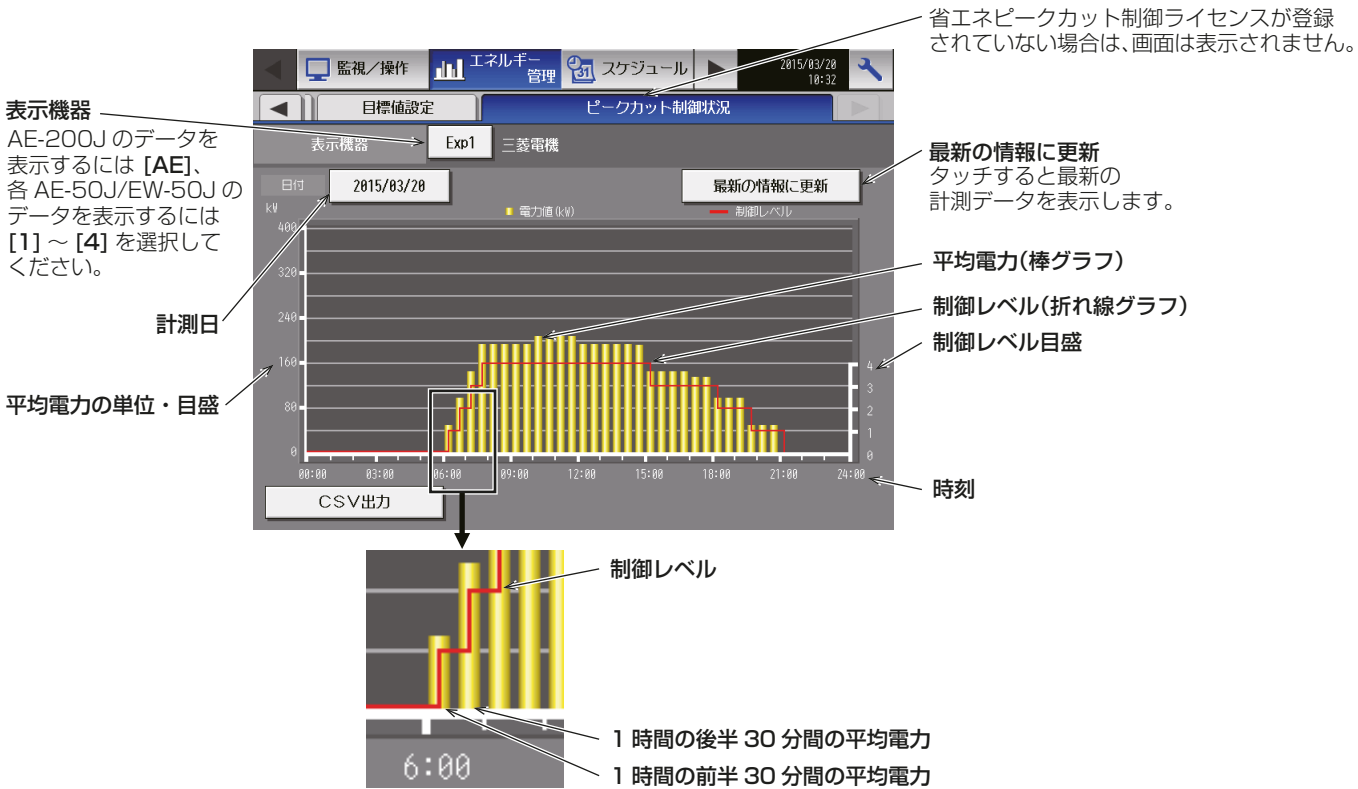 省エネピークカット制御ライセンスが登録
されていない場合は、画面は表示されません。
監視／操作
エネルギー
管理
31
スケジュール
2015/03/20
10:32
目標値設定
ピークカット制御状況
表示機器
Exp1
三菱電機
日付
2015/03/20
最新の情報に更新
kW
電力値(kW)
制御レベル
400
320
240
160
80
0
4
3
2
1
0
00:00
03:00
06:00
09:00
12:00
15:00
18:00
21:00
24:00
CSV出力
表示機器
AE-200J のデータを
表示するには [AE]、
各 AE-50J/EW-50J の
データを表示するには
[1] ～ [4] を選択して
ください。
計測日
平均電力の単位・目盛
最新の情報に更新
タッチすると最新の
計測データを表示します。
平均電力(棒グラフ)
制御レベル(折れ線グラフ)
制御レベル目盛
時刻
制御レベル
1 時間の後半 30 分間の平均電力
1 時間の前半 30 分間の平均電力
6:00